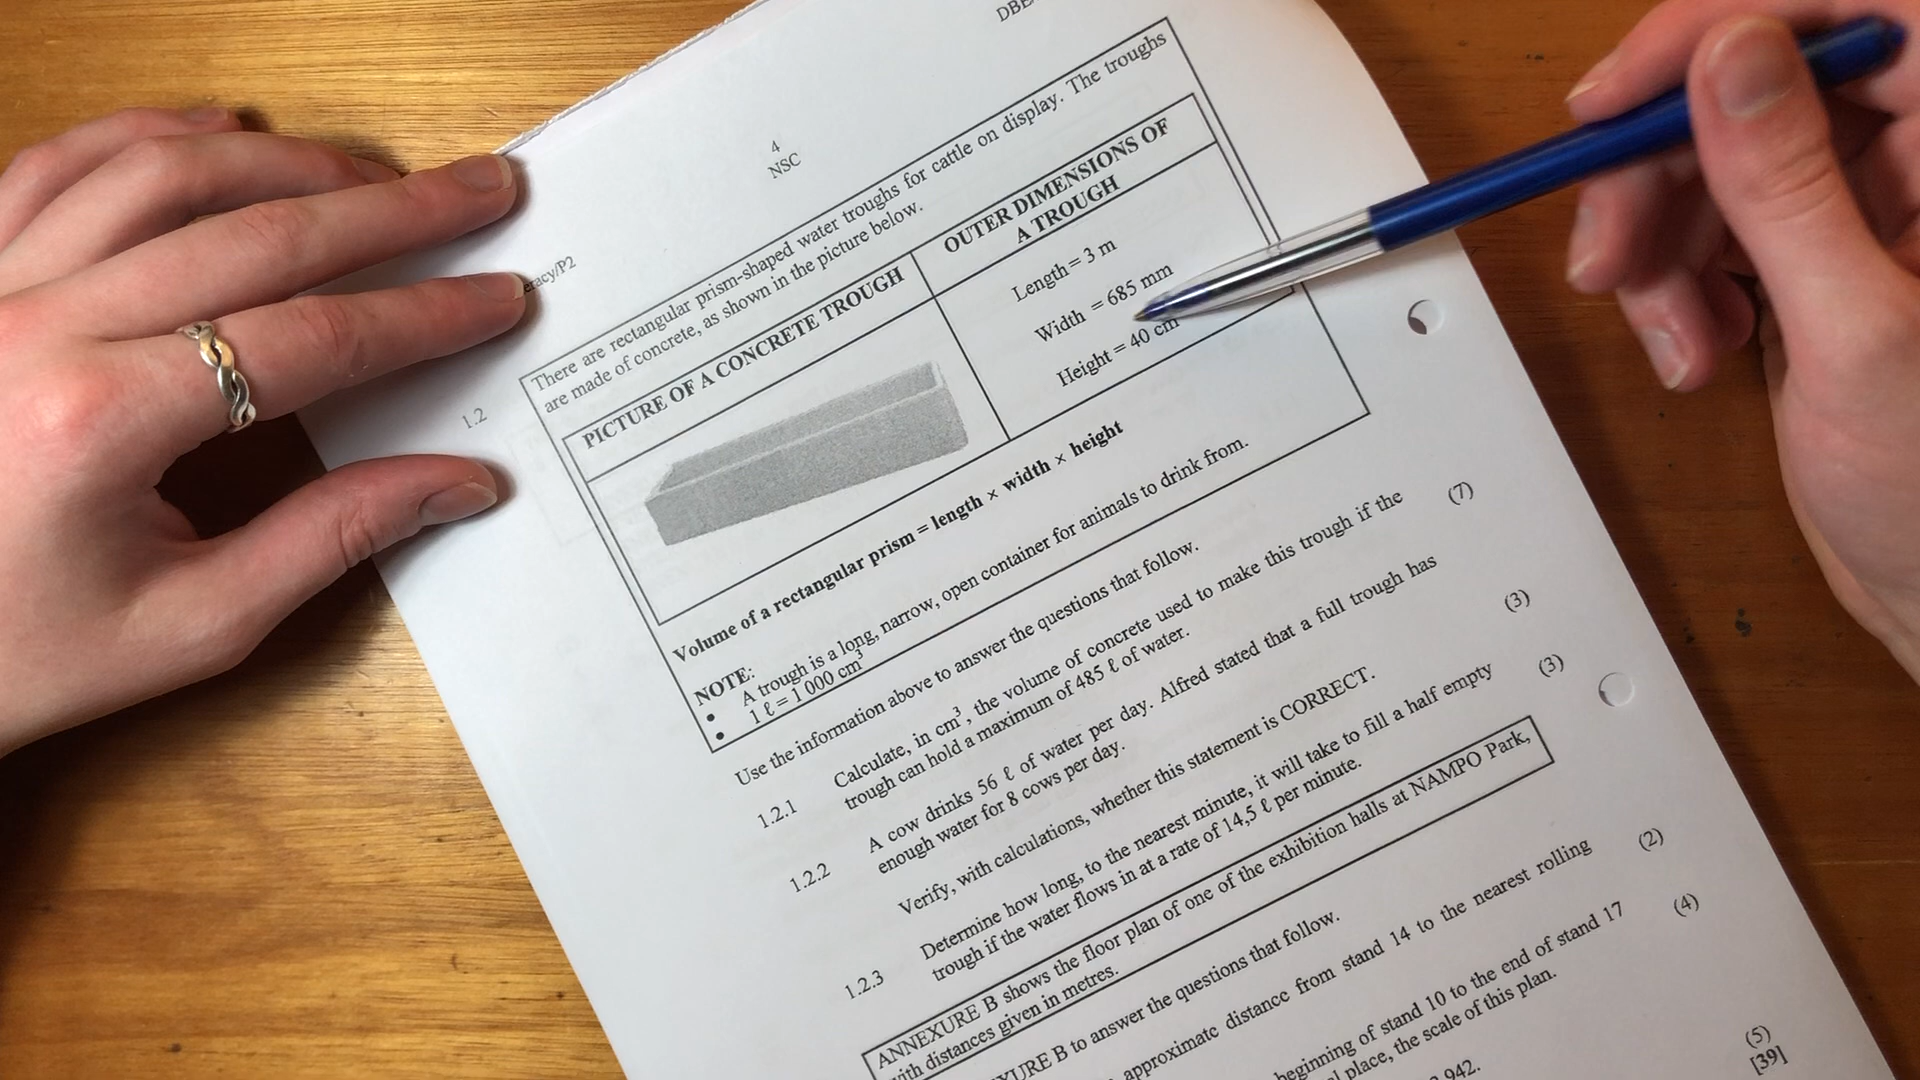 DBE
4
NSC
eracy/P2
1.2
There are rectangular prism-shaped water troughs for cattle on display. The troughs
are made of concrete, as shown in the picture below.
PICTURE OF A CONCRETE TROUGH
OUTER DIMENSIONS OF
A TROUGH
Length = 3 m
Width = 685 mm
Height = 40 cm
Volume of a rectangular prism = length × width × height
NOTE:
• A trough is a long, narrow, open container for animals to drink from.
• 1 ℓ = 1 000 cm³
Use the information above to answer the questions that follow.
1.2.1 Calculate, in cm³, the volume of concrete used to make this trough if the
trough can hold a maximum of 485 ℓ of water. (7)
1.2.2 A cow drinks 56 ℓ of water per day. Alfred stated that a full trough has
enough water for 8 cows per day.
Verify, with calculations, whether this statement is CORRECT. (3)
1.2.3 Determine how long, to the nearest minute, it will take to fill a half empty
trough if the water flows in at a rate of 14,5 ℓ per minute. (3)
ANNEXURE B shows the floor plan of one of the exhibition halls at NAMPO Park,
with distances given in metres.
XURE B to answer the questions that follow.
approximate distance from stand 14 to the nearest rolling (2)
beginning of stand 10 to the end of stand 17
place, the scale of this plan. (4)
942. (5)
[39]